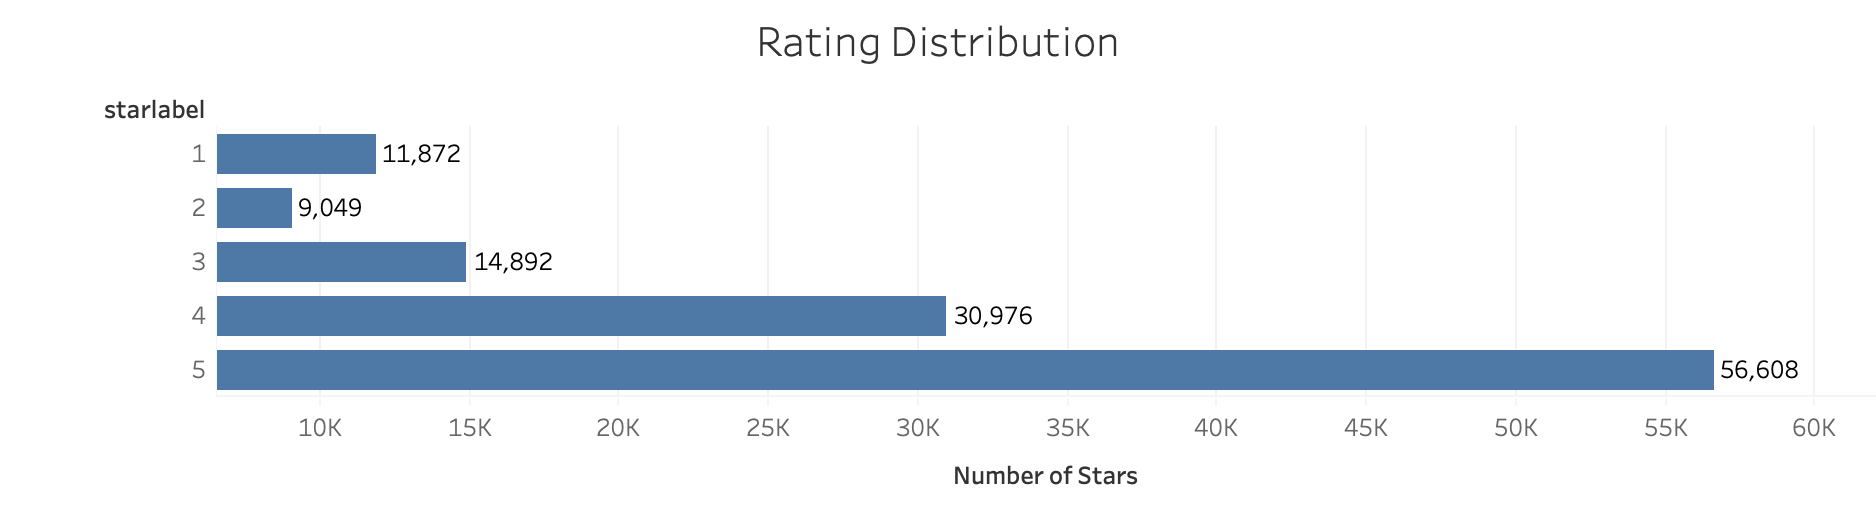 Rating Distribution
starlabel
1 11,872
2 9,049
3 14,892
4 30,976
5 56,608
10K 15K 20K 25K 30K 35K 40K 45K 50K 55K 60K
Number of Stars